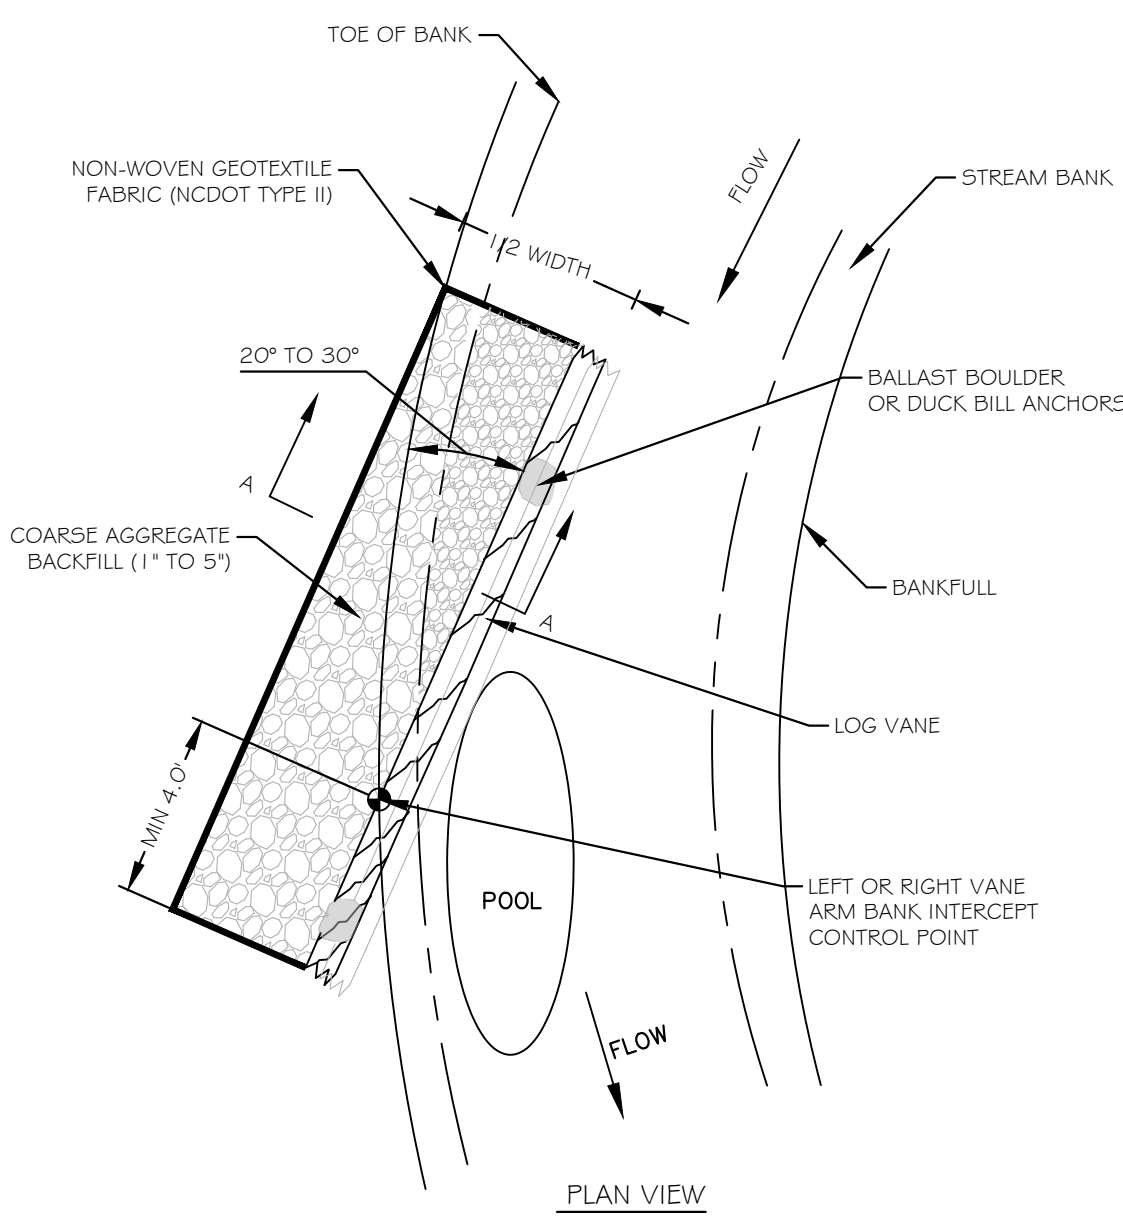 TOE OF BANK
NON-WOVEN GEOTEXTILE
FABRIC (NCDOT TYPE II)
FLOW
STREAM BANK
1/2 WIDTH
20° TO 30°
BALLAST BOULDER
OR DUCK BILL ANCHORS
A
COARSE AGGREGATE
BACKFILL (1" TO 5")
BANKFULL
A
LOG VANE
MIN 4.0'
LEFT OR RIGHT VANE
ARM BANK INTERCEPT
CONTROL POINT
POOL
FLOW
PLAN VIEW